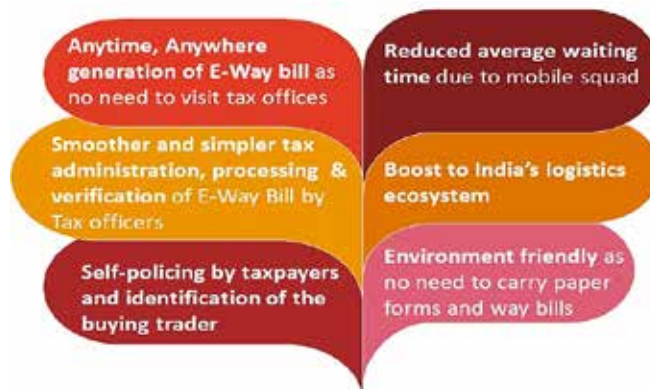 Anytime, Anywhere
generation of E-Way bill as
no need to visit tax offices
Smoother and simpler tax
administration, processing &
verification of E-Way Bill by
Tax officers
Self-policing by taxpayers
and identification of the
buying trader
Reduced average waiting
time due to mobile squad
Boost to India's logistics
ecosystem
Environment friendly as
no need to carry paper
forms and way bills